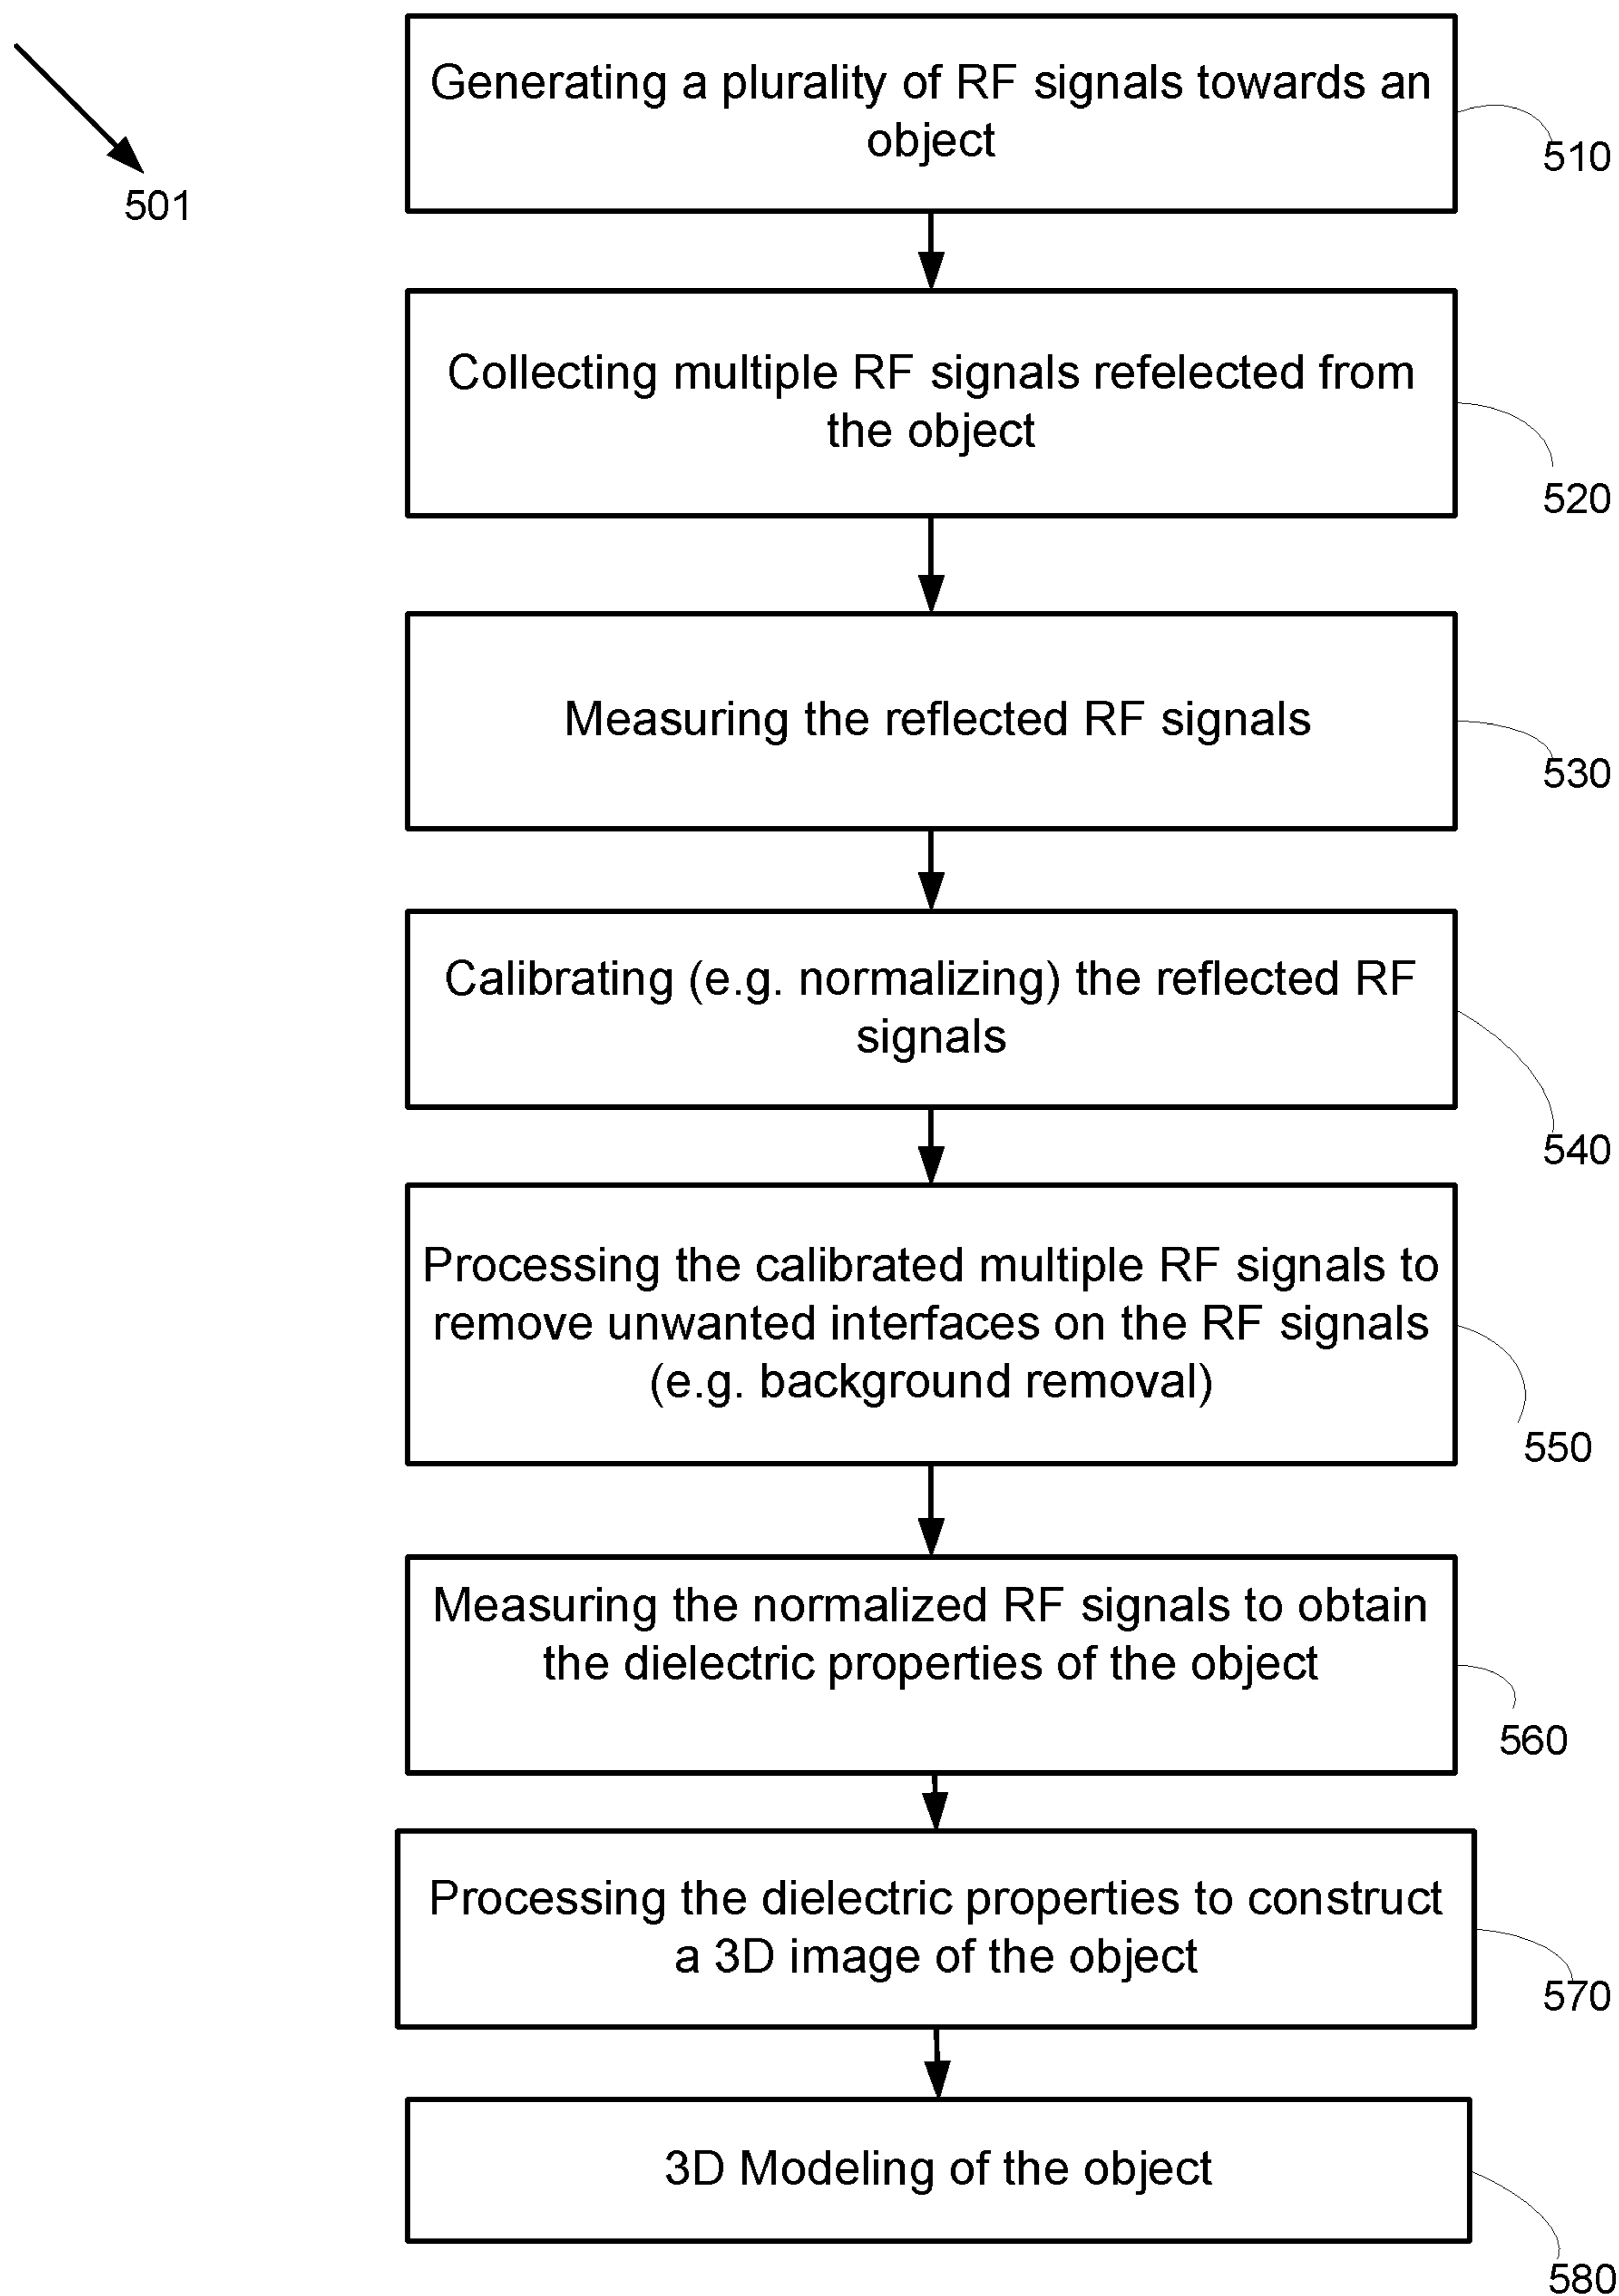 Generating a plurality of RF signals towards an
object
510
501
Collecting multiple RF signals refelected from
the object
520
Measuring the reflected RF signals
530
Calibrating (e.g. normalizing) the reflected RF
signals
540
Processing the calibrated multiple RF signals to
remove unwanted interfaces on the RF signals
(e.g. background removal)
550
Measuring the normalized RF signals to obtain
the dielectric properties of the object
560
Processing the dielectric properties to construct
a 3D image of the object
570
3D Modeling of the object
580